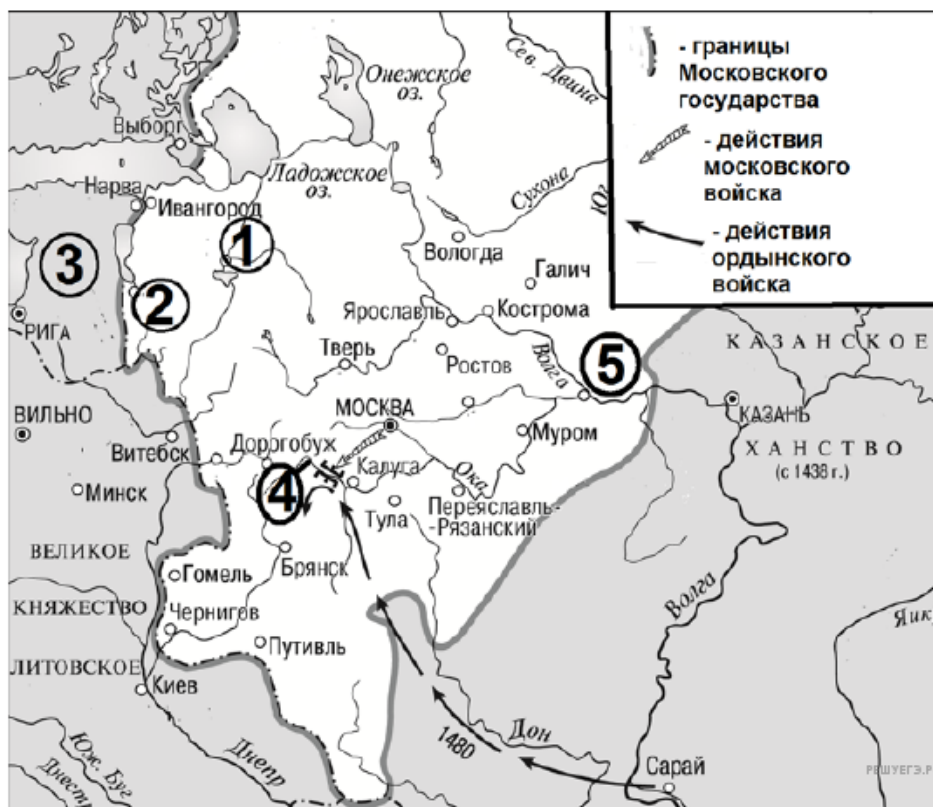 - границы
Московского
государства
- действия
московского
войска
- действия
ордынского
войска
Сев. Двина
Онежское
оз.
Выборг
Ладожское
оз.
Сухона
Юг
Нарва
Ивангород
1
Вологда
3
2
Галич
РИГА
Ярославль
Кострома
Тверь
Ростов
Волга
5
КАЗАНСКОЕ
ВИЛЬНО
МОСКВА
КАЗАНЬ
Витебск
Дорогобуж
Муром
ХАНСТВО
(с 1438 г.)
Калуга
Ока
4
Минск
Тула
Переяславль-
-Рязанский
ВЕЛИКОЕ
Брянск
Гомель
КНЯЖЕСТВО
Чернигов
Волга
Яик
Путивль
ЛИТОВСКОЕ
Киев
1480
Дон
Юж. Буг
Днепр
Сарай
Днестр
РЕШУЕГЭ.Р